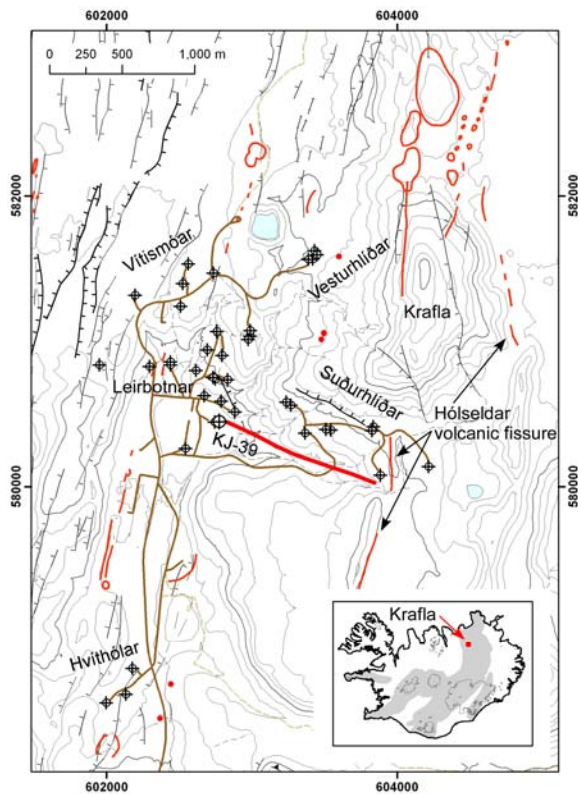 602000
604000
0 250 500 1,000 m
582000
582000
Vítismóar
Vesturhlíðar
Krafla
Leirbotnar
Suðurhlíðar
Hólseldar
volcanic fissure
KJ-39
580000
580000
Hvithólar
Krafla
602000
604000